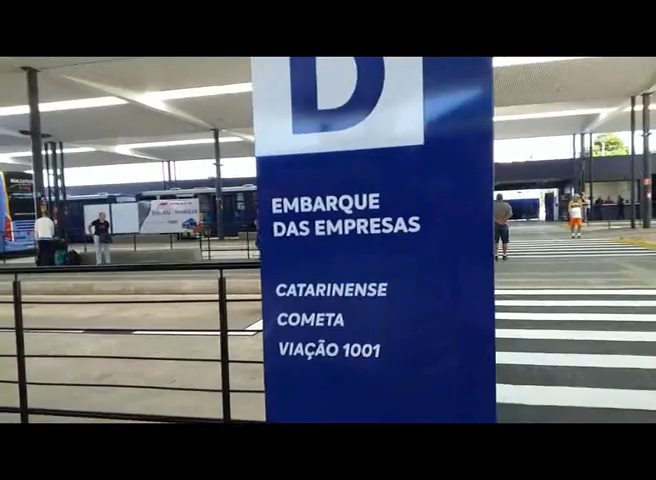 D
EMBARQUE
DAS EMPRESAS
CATARINENSE
COMETA
VIAÇÃO 1001